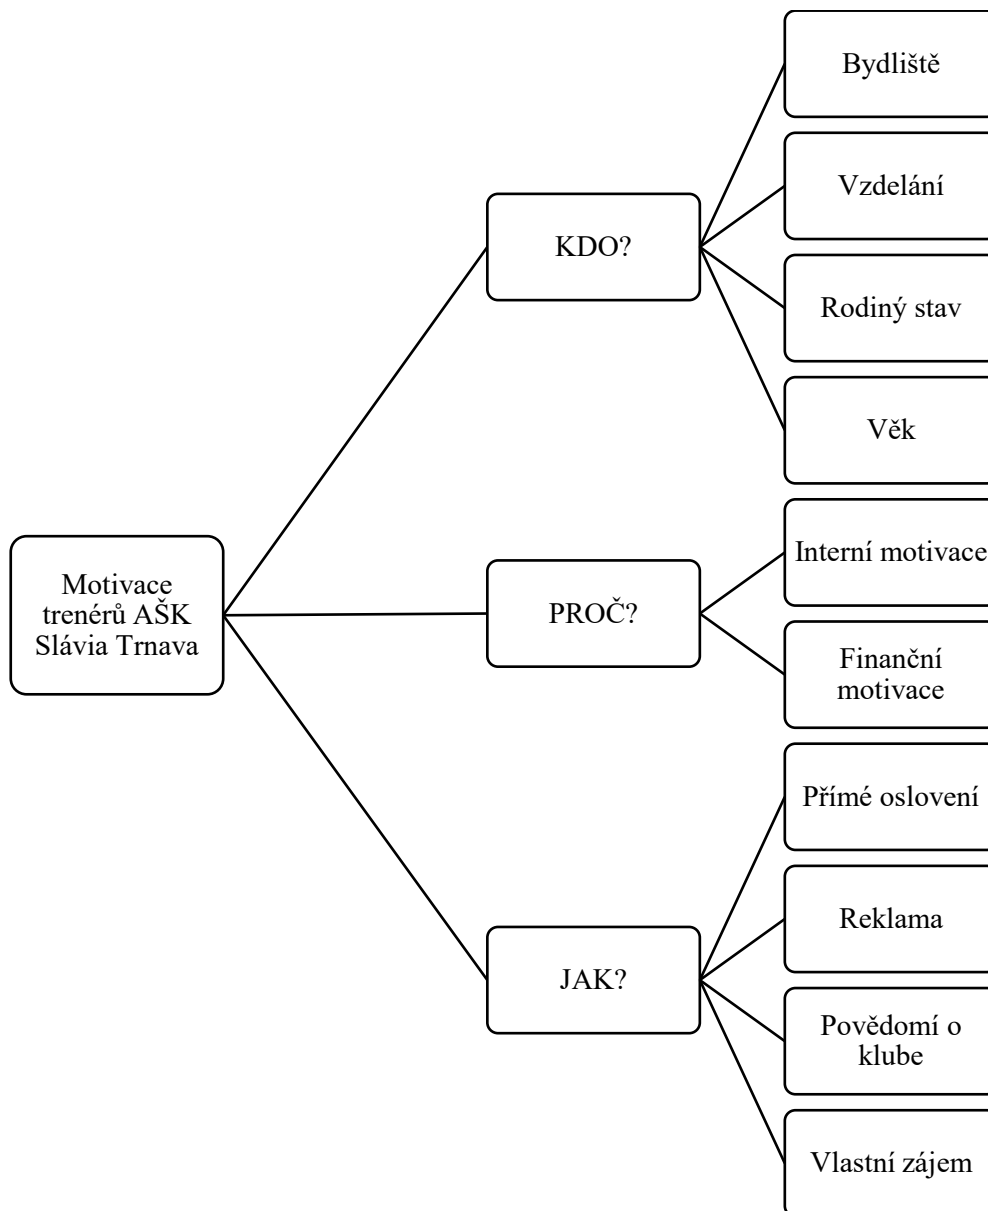 Motivace
trenérů AŠK
Slávia Trnava
KDO?
Bydliště
Vzdelání
Rodiný stav
Věk
PROČ?
Interní motivace
Finanční
motivace
JAK?
Přímé oslovení
Reklama
Povědomí o
klube
Vlastní zájem